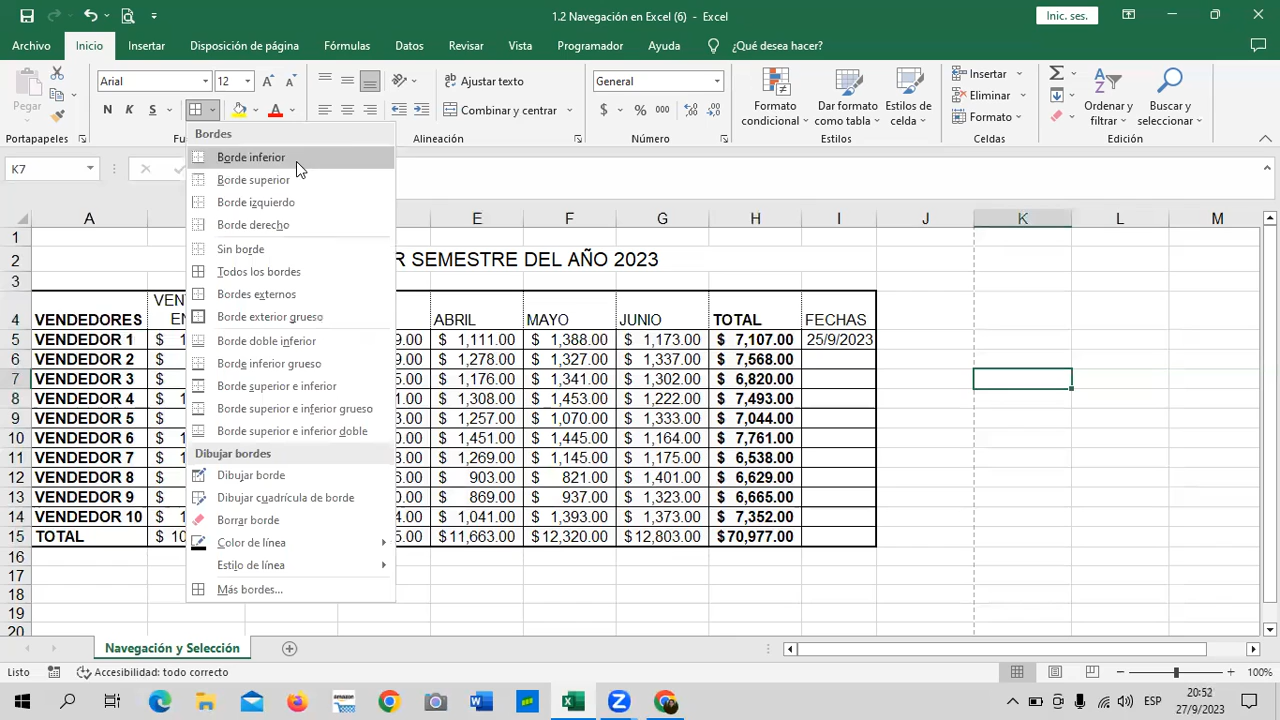 1.2 Navegación en Excel (6) - Excel
Inic. ses.
Archivo Inicio Insertar Disposición de página Fórmulas Datos Revisar Vista Programador Ayuda ¿Qué desea hacer?
Pegar
Arial 12
N K S
Ajustar texto
Combinar y centrar
General
$ % 000
Formato condicional
Dar formato como tabla
Estilos de celda
Insertar
Eliminar
Formato
Ordenar y filtrar
Buscar y seleccionar
Portapapeles Fu Alineación Número Estilos Celdas Edición
K7
Bordes
Borde inferior
Borde superior
Borde izquierdo
Borde derecho
Sin borde
Todos los bordes
Bordes externos
Borde exterior grueso
Borde doble inferior
Borde inferior grueso
Borde superior e inferior
Borde superior e inferior grueso
Borde superior e inferior doble
Dibujar bordes
Dibujar borde
Dibujar cuadrícula de borde
Borrar borde
Color de línea
Estilo de línea
Más bordes...
A E F G H I J K L M
1
2 R SEMESTRE DEL AÑO 2023
3
4 VENDEDORES VEN EN ABRIL MAYO JUNIO TOTAL FECHAS
5 VENDEDOR 1 $ 1 9.00 $ 1,111.00 $ 1,388.00 $ 1,173.00 $ 7,107.00 25/9/2023
6 VENDEDOR 2 $ 9.00 $ 1,278.00 $ 1,327.00 $ 1,337.00 $ 7,568.00
7 VENDEDOR 3 $ 5.00 $ 1,176.00 $ 1,341.00 $ 1,302.00 $ 6,820.00
8 VENDEDOR 4 $ 1 1.00 $ 1,308.00 $ 1,453.00 $ 1,222.00 $ 7,493.00
9 VENDEDOR 5 $ 1 3.00 $ 1,257.00 $ 1,070.00 $ 1,333.00 $ 7,044.00
10 VENDEDOR 6 $ 1 0.00 $ 1,451.00 $ 1,445.00 $ 1,164.00 $ 7,761.00
11 VENDEDOR 7 $ 1 0.00 $ 1,269.00 $ 1,145.00 $ 1,175.00 $ 6,538.00
12 VENDEDOR 8 $ 1 6.00 $ 903.00 $ 821.00 $ 1,401.00 $ 6,629.00
13 VENDEDOR 9 $ 1 0.00 $ 869.00 $ 937.00 $ 1,323.00 $ 6,665.00
14 VENDEDOR 10 $ 1 4.00 $ 1,041.00 $ 1,393.00 $ 1,373.00 $ 7,352.00
15 TOTAL $ 10 5.00 $11,663.00 $12,320.00 $12,803.00 $70,977.00
16
17
18
19
20
Navegación y Selección
Listo Accesibilidad: todo correcto 100%
ESP 20:52 27/9/2023